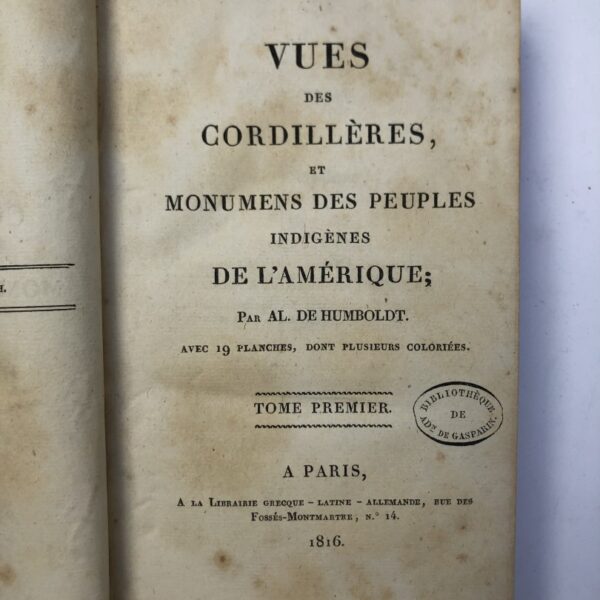 H.
VUES
DES
CORDILLÈRES,
ET
MONUMENS DES PEUPLES
INDIGÈNES
DE L'AMÉRIQUE;
PAR AL. DE HUMBOLDT.
AVEC 19 PLANCHES, DONT PLUSIEURS COLORIÉES.
TOME PREMIER.
BIBLIOTHÈQUE
DE
AD.N DE GASPARIN.
A PARIS,
A LA LIBRAIRIE GRECQUE - LATINE - ALLEMANDE, RUE DES
FOSSÉS-MONTMARTRE, N.° 14.
1816.